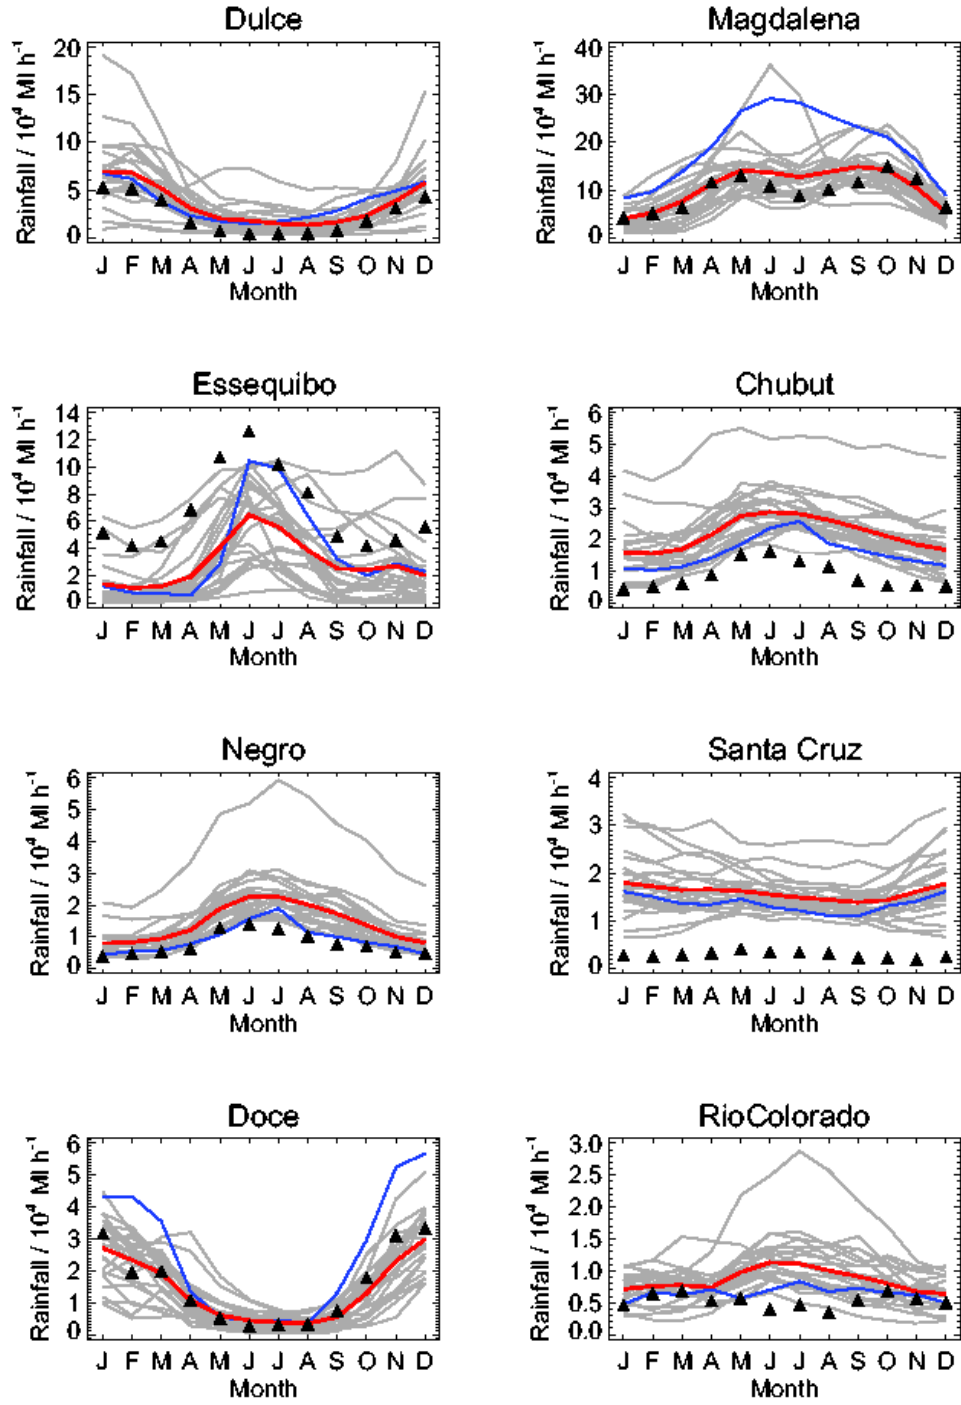 Dulce
Rainfall / 10⁴ Ml h⁻¹
20
15
10
5
0
J F M A M J J A S O N D
Month
Magdalena
Rainfall / 10⁴ Ml h⁻¹
40
30
20
10
0
J F M A M J J A S O N D
Month
Essequibo
Rainfall / 10⁴ Ml h⁻¹
14
12
10
8
6
4
2
0
J F M A M J J A S O N D
Month
Chubut
Rainfall / 10⁴ Ml h⁻¹
6
5
4
3
2
1
0
J F M A M J J A S O N D
Month
Negro
Rainfall / 10⁴ Ml h⁻¹
6
5
4
3
2
1
0
J F M A M J J A S O N D
Month
Santa Cruz
Rainfall / 10⁴ Ml h⁻¹
4
3
2
1
0
J F M A M J J A S O N D
Month
Doce
Rainfall / 10⁴ Ml h⁻¹
6
5
4
3
2
1
0
J F M A M J J A S O N D
Month
RioColorado
Rainfall / 10⁴ Ml h⁻¹
3.0
2.5
2.0
1.5
1.0
0.5
0.0
J F M A M J J A S O N D
Month